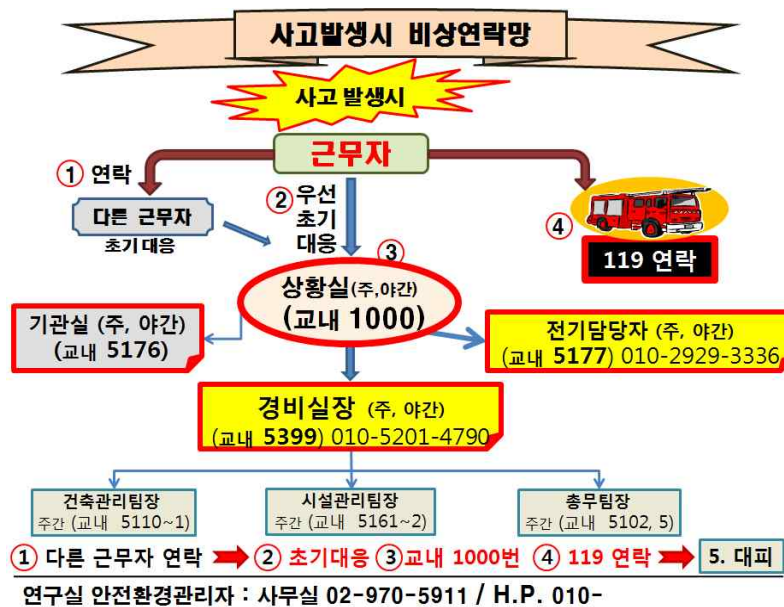 사고발생시 비상연락망
사고 발생시
근무자
① 연락
② 우선
초기
대응
다른 근무자
초기 대응
③
④
119 연락
상황실(주,야간)
(교내 1000)
기관실 (주, 야간)
(교내 5176)
전기담당자 (주, 야간)
(교내 5177) 010-2929-3336
경비실장 (주, 야간)
(교내 5399) 010-5201-4790
건축관리팀장
주간 (교내 5110~1)
시설관리팀장
주간 (교내 5161~2)
총무팀장
주간 (교내 5102, 5)
① 다른 근무자 연락 ② 초기대응 ③ 교내 1000번 ④ 119 연락 5. 대피
연구실 안전환경관리자 : 사무실 02-970-5911 / H.P. 010-